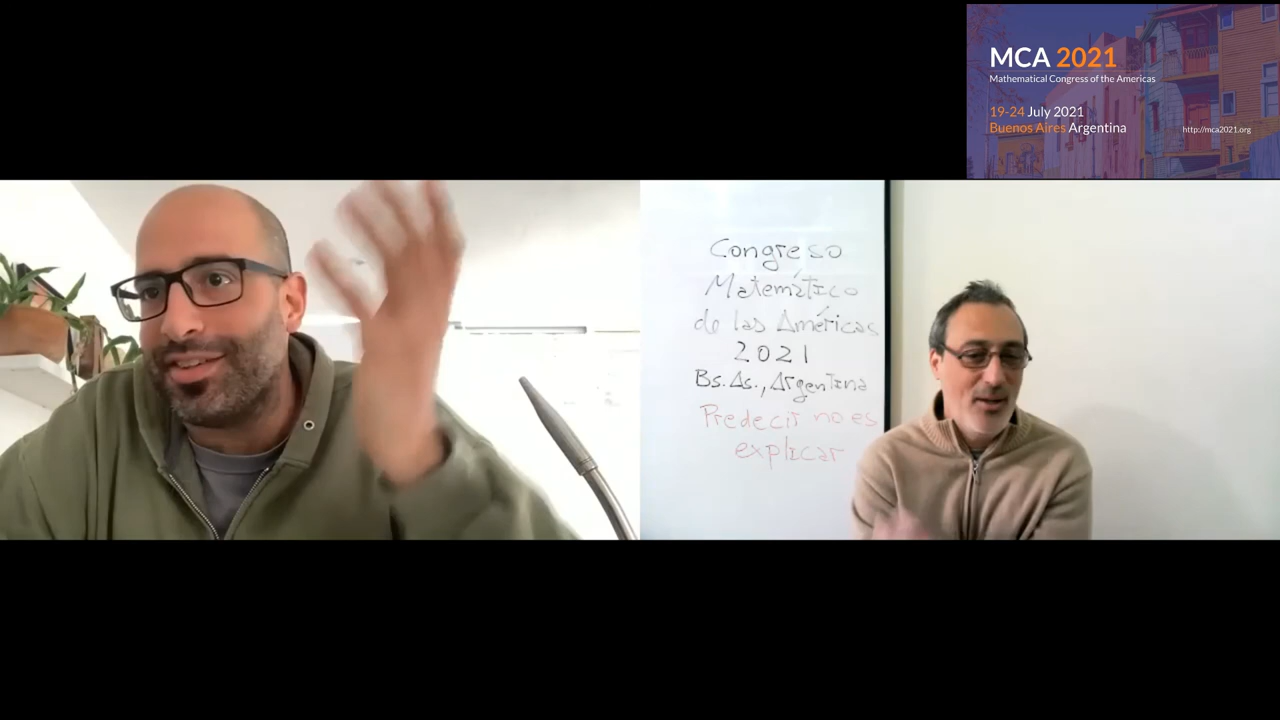 MCA 2021
Mathematical Congress of the Americas
19-24 July 2021
Buenos Aires Argentina
http://mca2021.org
Congreso
Matemático
de las Américas
2021
Bs.As., Argentina
Predecir no es
explicar